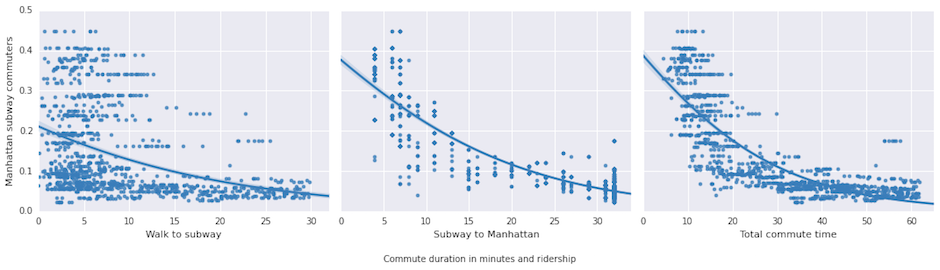 0.5
0.4
0.3
0.2
0.1
0.0
Manhattan subway commuters
0 5 10 15 20 25 30
Walk to subway
0 5 10 15 20 25 30
Subway to Manhattan
0 10 20 30 40 50 60
Total commute time
Commute duration in minutes and ridership